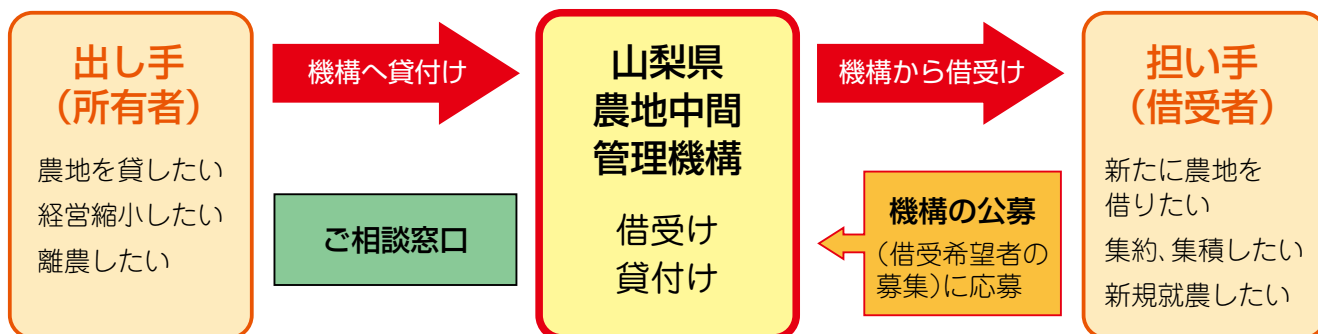 出し手
（所有者）
農地を貸したい
経営縮小したい
離農したい
機構へ貸付け
ご相談窓口
山梨県
農地中間
管理機構
借受け
貸付け
機構から借受け
機構の公募
（借受希望者の
募集）に応募
担い手
（借受者）
新たに農地を
借りたい
集約、集積したい
新規就農したい